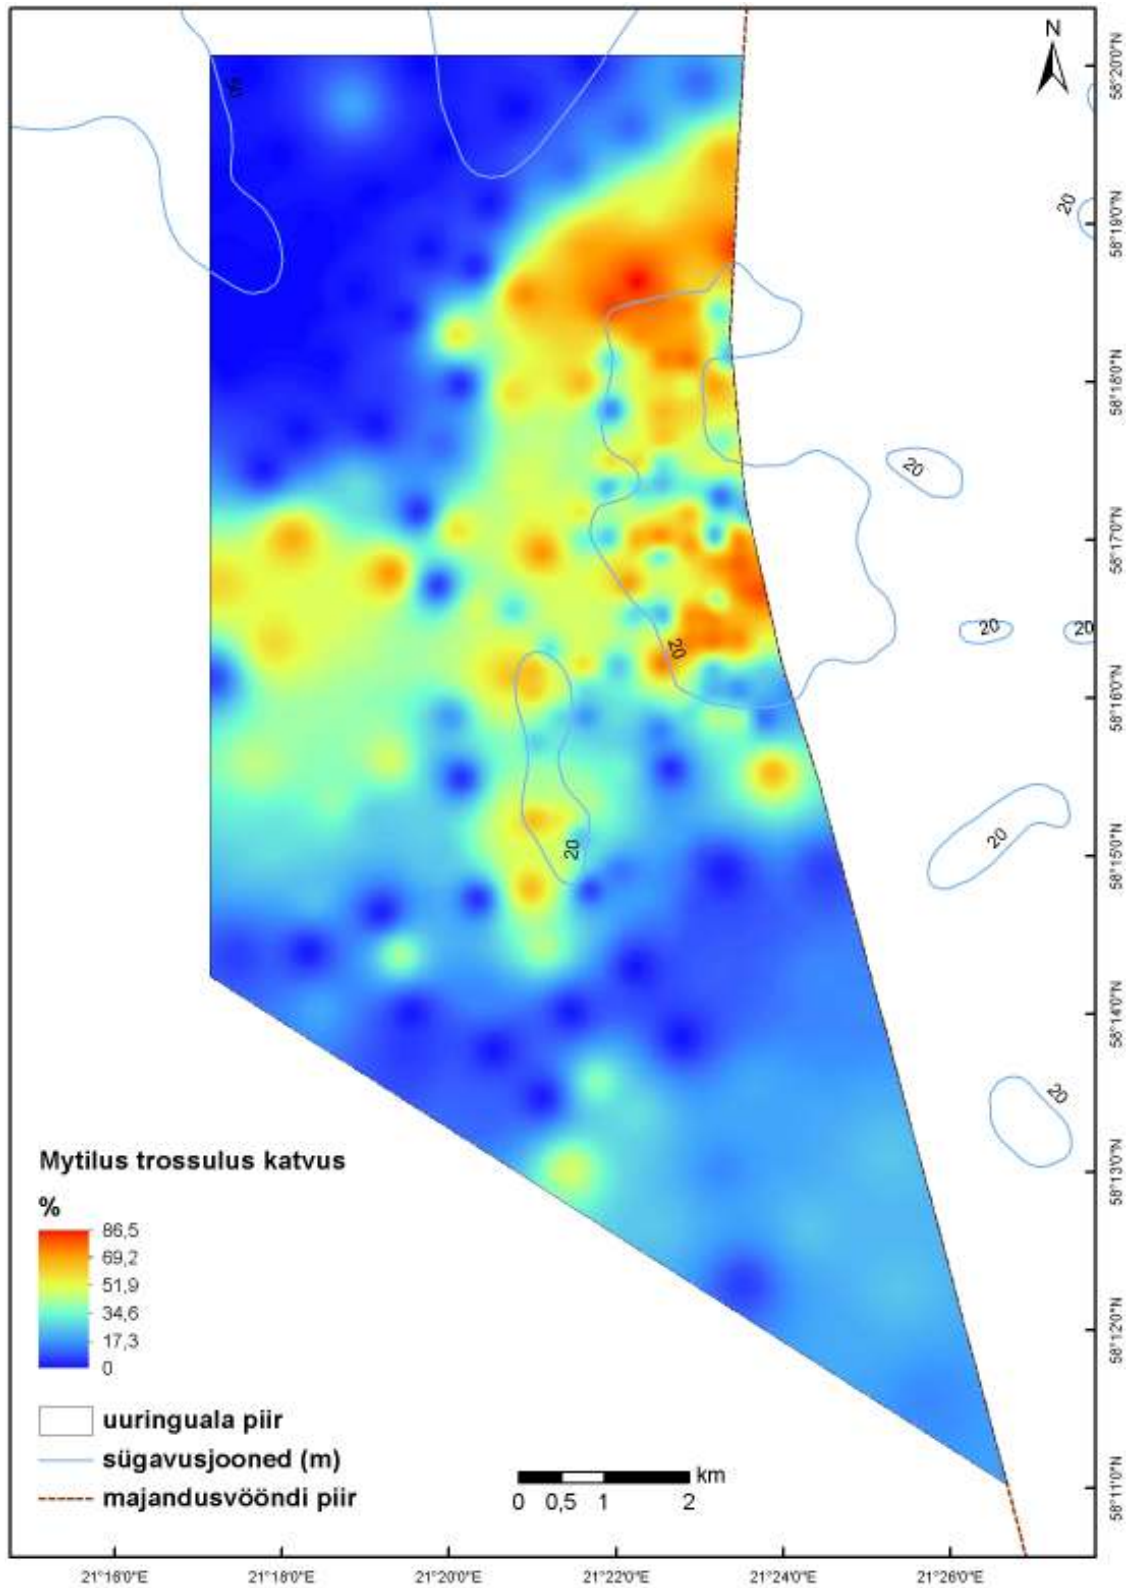 N
20
20
20
20
20
20
20
20
58°20'0"N
58°19'0"N
58°18'0"N
58°17'0"N
58°16'0"N
58°15'0"N
58°14'0"N
58°13'0"N
58°12'0"N
58°11'0"N
Mytilus trossulus katvus
%
86,5
69,2
51,9
34,6
17,3
0
uuringuala piir
sügavusjooned (m)
majandusvööndi piir
km
0 0,5 1 2
21°16'0"E 21°18'0"E 21°20'0"E 21°22'0"E 21°24'0"E 21°26'0"E